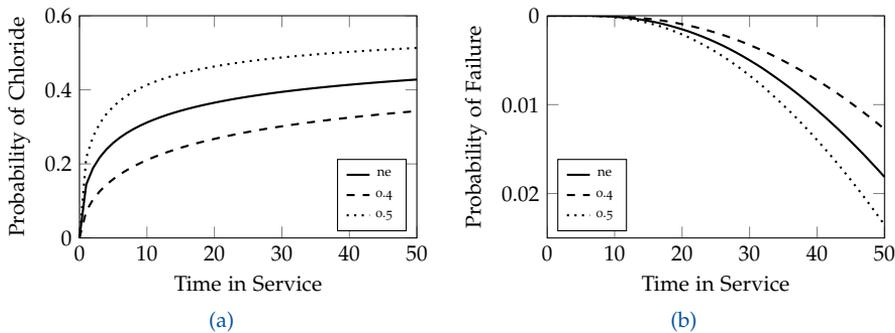 Probability of Chloride
0.6
0.4
0.2
0
0 10 20 30 40 50
Time in Service
ne
0.4
0.5
(a)
Probability of Failure
0
0.01
0.02
0 10 20 30 40 50
Time in Service
ne
0.4
0.5
(b)